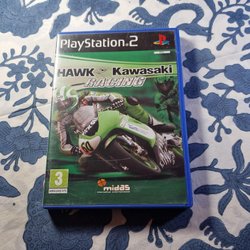 PlayStation 2
HAWK Kawasaki
RACING
3
midas